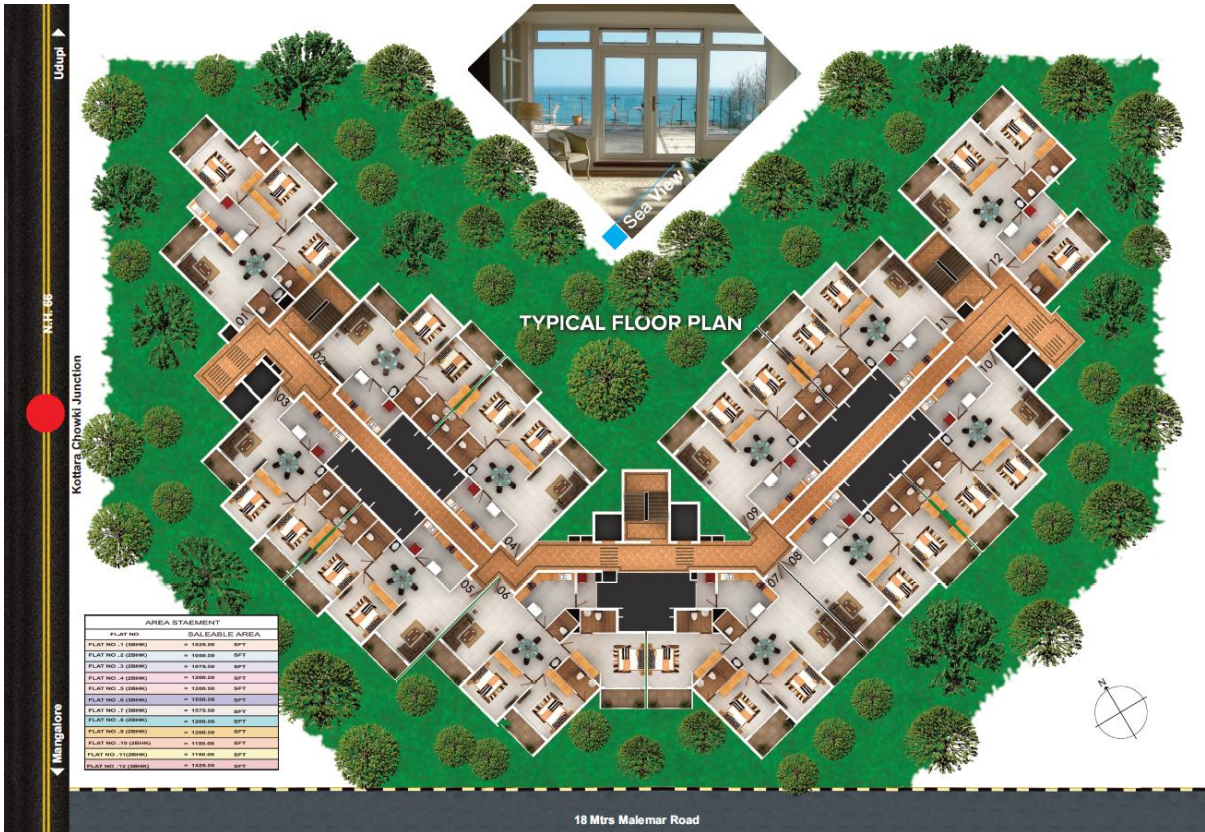 Udupi
N.H. 66
Kottara Chowki Junction
Mangalore
Sea View
TYPICAL FLOOR PLAN
01
02
03
04
05
06
07
08
09
10
11
12
N
AREA STAEMENT
FLAT NO SALEABLE AREA
FLAT NO .1 (3BHK) = 1525.00 SFT
FLAT NO .2 (2BHK) = 1050.00 SFT
FLAT NO .3 (2BHK) = 1075.00 SFT
FLAT NO .4 (2BHK) = 1200.00 SFT
FLAT NO .5 (2BHK) = 1200.00 SFT
FLAT NO .6 (3BHK) = 1550.00 SFT
FLAT NO .7 (3BHK) = 1575.00 SFT
FLAT NO .8 (2BHK) = 1200.00 SFT
FLAT NO .9 (2BHK) = 1200.00 SFT
FLAT NO .10 (2BHK) = 1150.00 SFT
FLAT NO .11(2BHK) = 1150.00 SFT
FLAT NO .12 (3BHK) = 1425.00 SFT
18 Mtrs Malemar Road